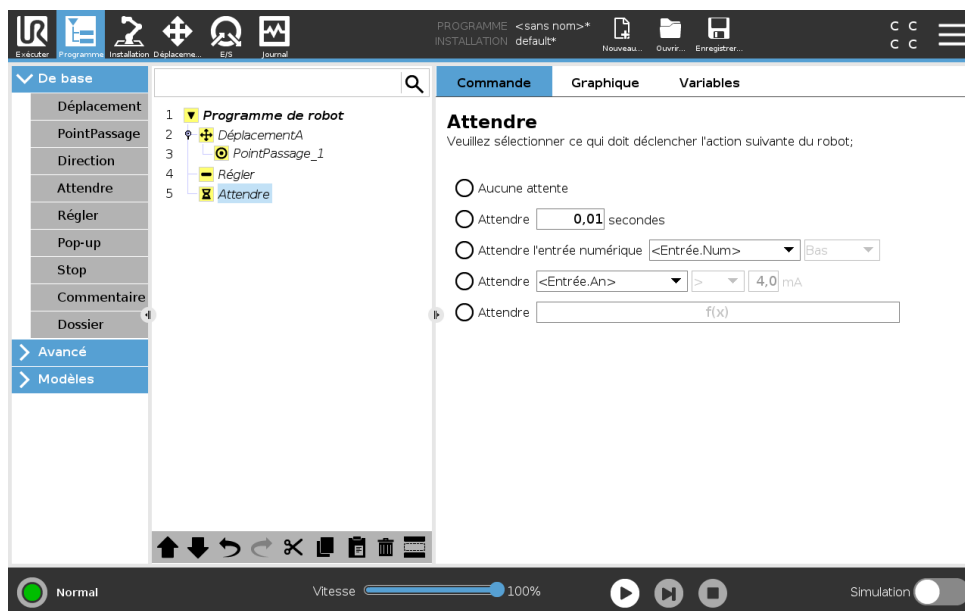 PROGRAMME <sans nom>*
INSTALLATION default*
Exécuter Programme Installation Déplaceme... E/S Journal
Nouveau... Ouvrir... Enregistrer...
C C
C C
De base
Déplacement
PointPassage
Direction
Attendre
Régler
Pop-up
Stop
Commentaire
Dossier
Avancé
Modèles
1 Programme de robot
2 DéplacementA
3 PointPassage_1
4 Régler
5 Attendre
Commande Graphique Variables
Attendre
Veuillez sélectionner ce qui doit déclencher l'action suivante du robot;
Aucune attente
Attendre 0,01 secondes
Attendre l'entrée numérique <Entrée.Num> Bas
Attendre <Entrée.An> > 4,0 mA
Attendre f(x)
Normal
Vitesse 100%
Simulation